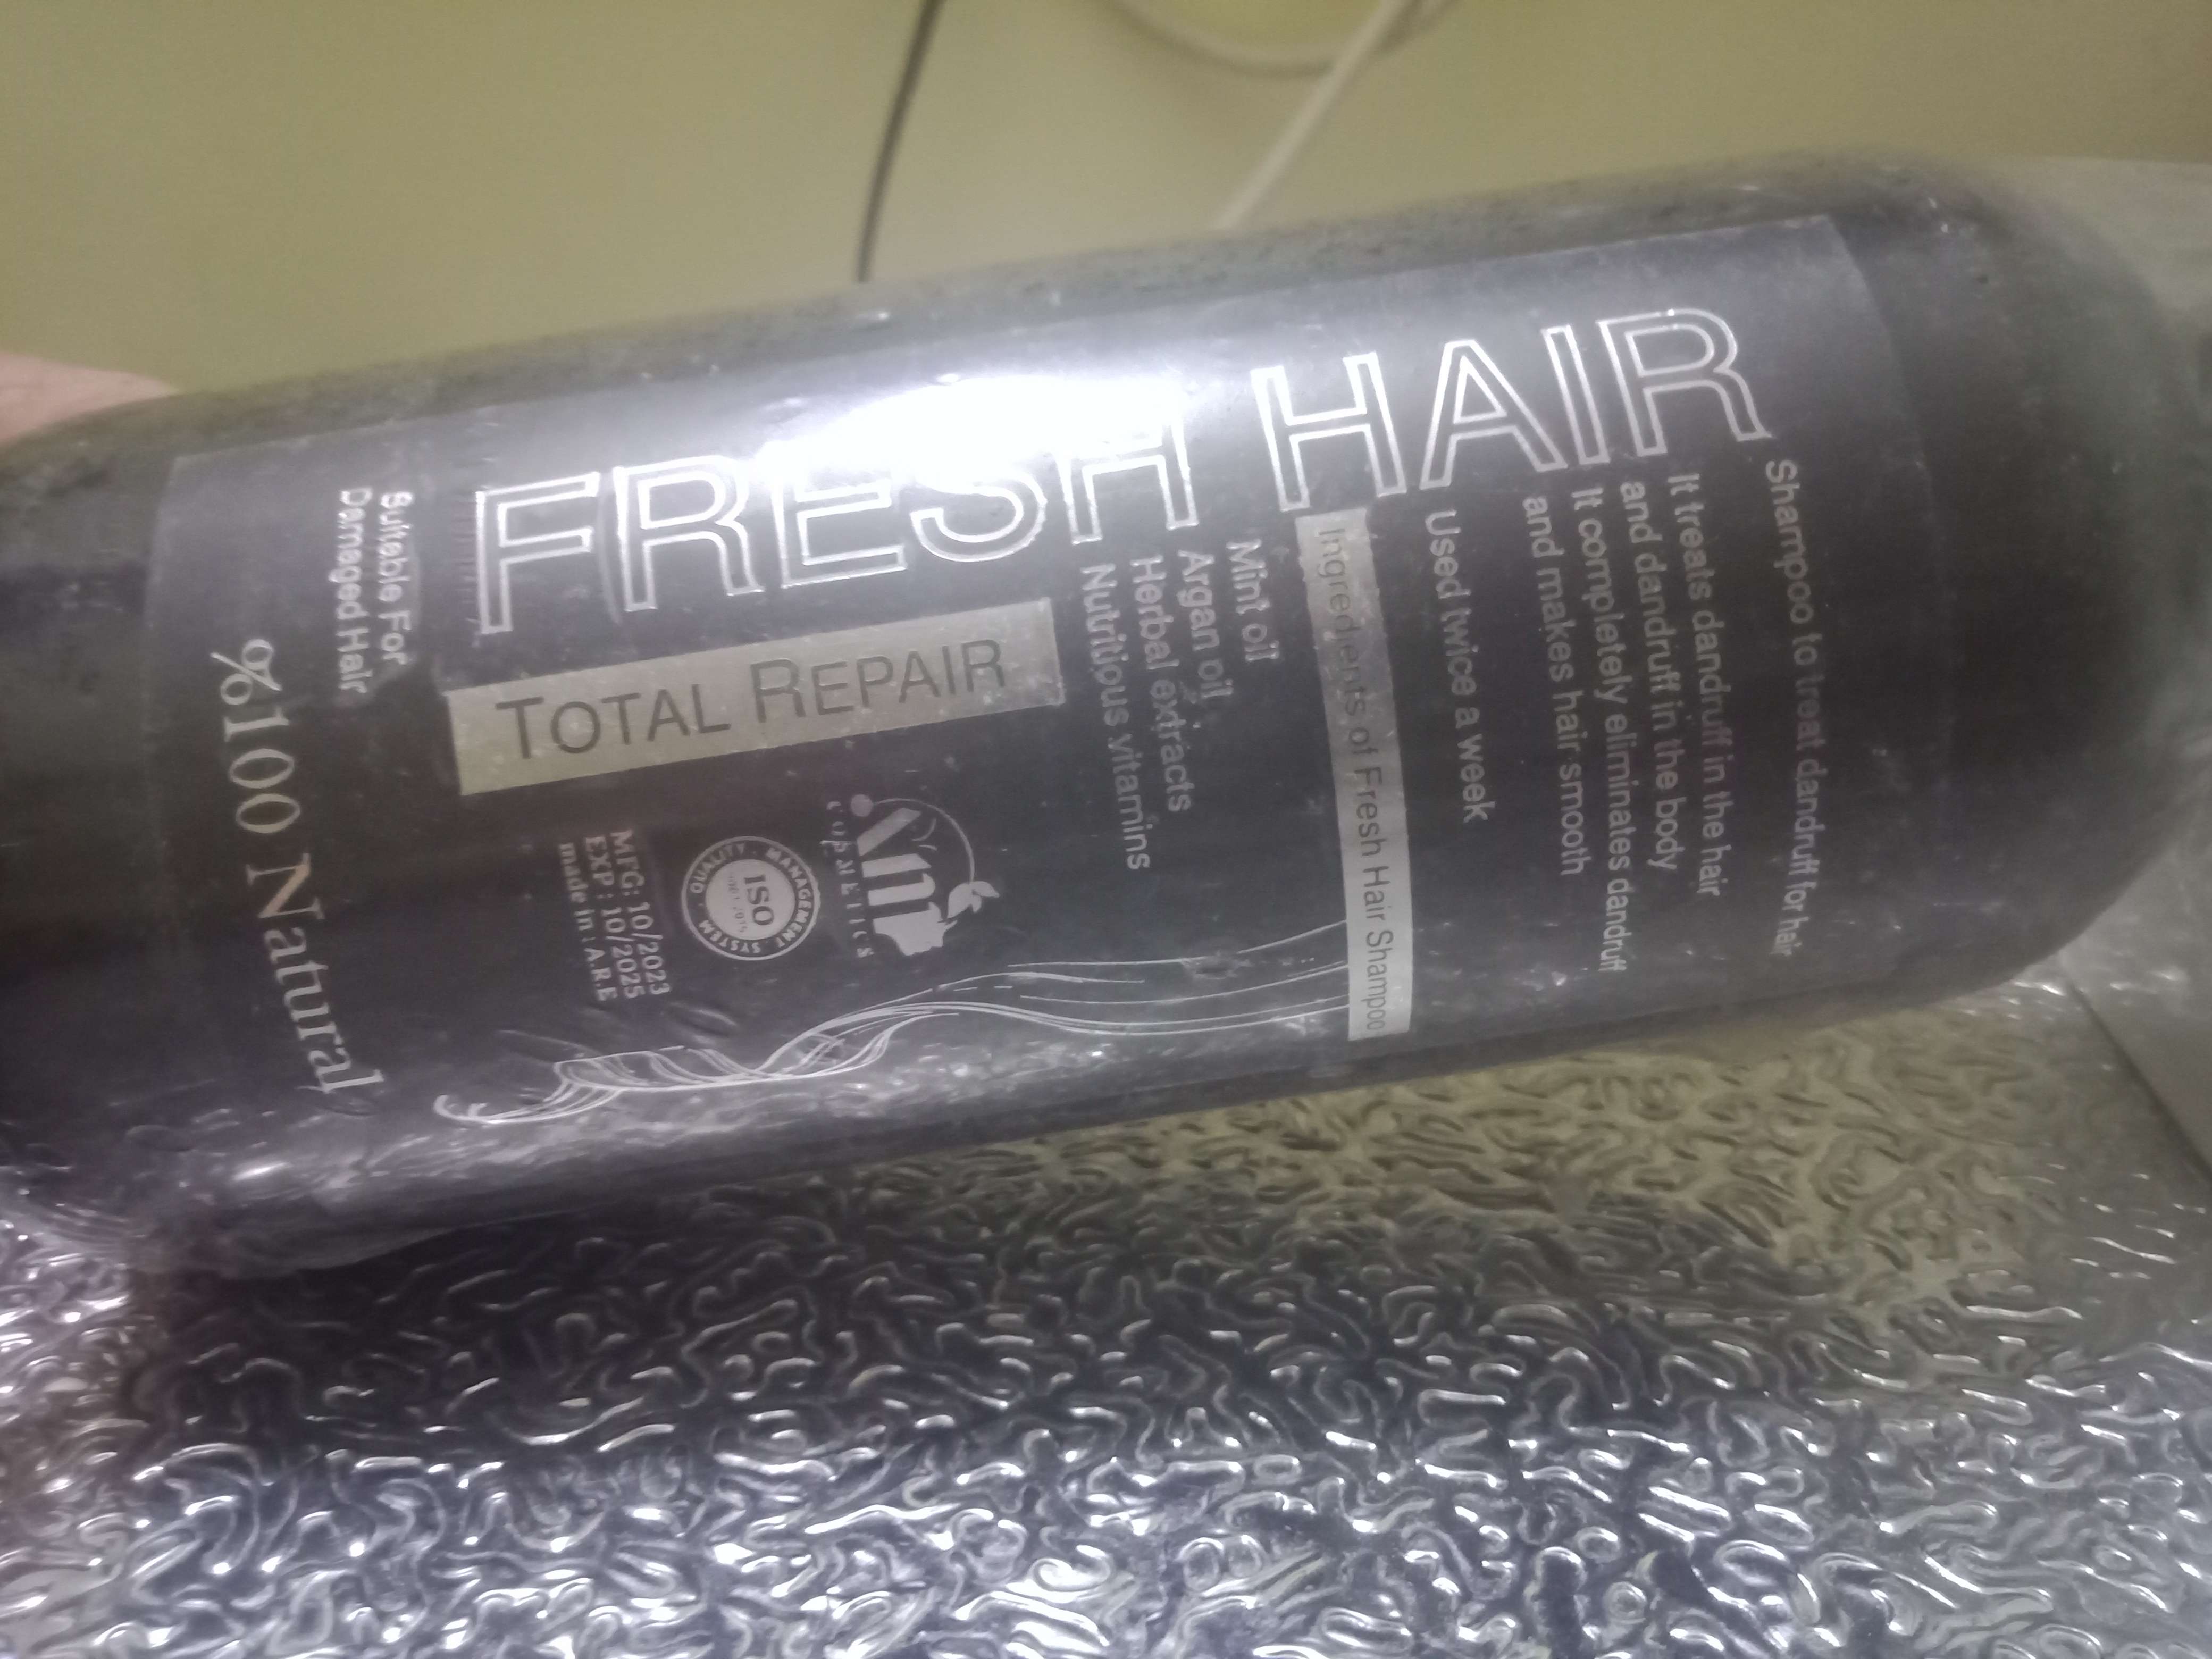 FRESH HAIR
TOTAL REPAIR
Shampoo to treat dandruff for hair
It treats dandruff in the hair
and dandruff in the body
It completely eliminates dandruff
and makes hair smooth
Used twice a week
Ingredients of Fresh Hair Shampoo
Mint oil
Argan oil
Herbal extracts
Nutritious vitamins
COSMETICS
QUALITY · MANAGEMENT · SYSTEM
ISO
MFG: 10/2023
EXP : 10/2025
made in : A.R.E
Suitable For
Damaged Hair
%100 Natural